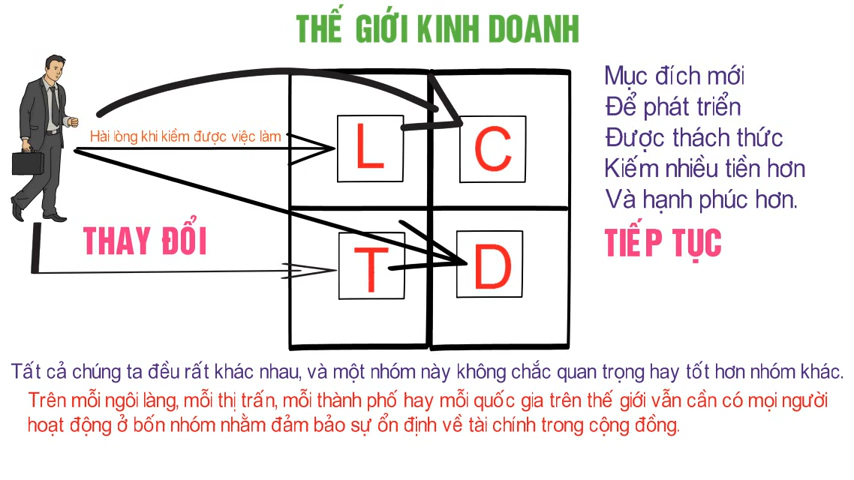 THẾ GIỚI KINH DOANH
Mục đích mới
Để phát triển
Được thách thức
Kiếm nhiều tiền hơn
Và hạnh phúc hơn.
Hài lòng khi kiểm được việc làm
L
C
THAY ĐỔI
TIẾP TỤC
T
D
Tất cả chúng ta đều rất khác nhau, và một nhóm này không chắc quan trọng hay tốt hơn nhóm khác.
Trên mỗi ngôi làng, mỗi thị trấn, mỗi thành phố hay mỗi quốc gia trên thế giới vẫn cần có mọi người
hoạt động ở bốn nhóm nhằm đảm bảo sự ổn định về tài chính trong cộng đồng.